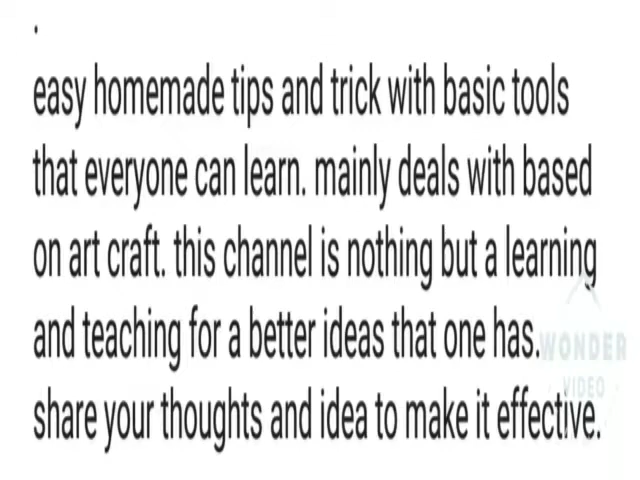 .
easy homemade tips and trick with basic tools
that everyone can learn. mainly deals with based
on art craft. this channel is nothing but a learning
and teaching for a better ideas that one has.
share your thoughts and idea to make it effective.
WONDER
VIDEO